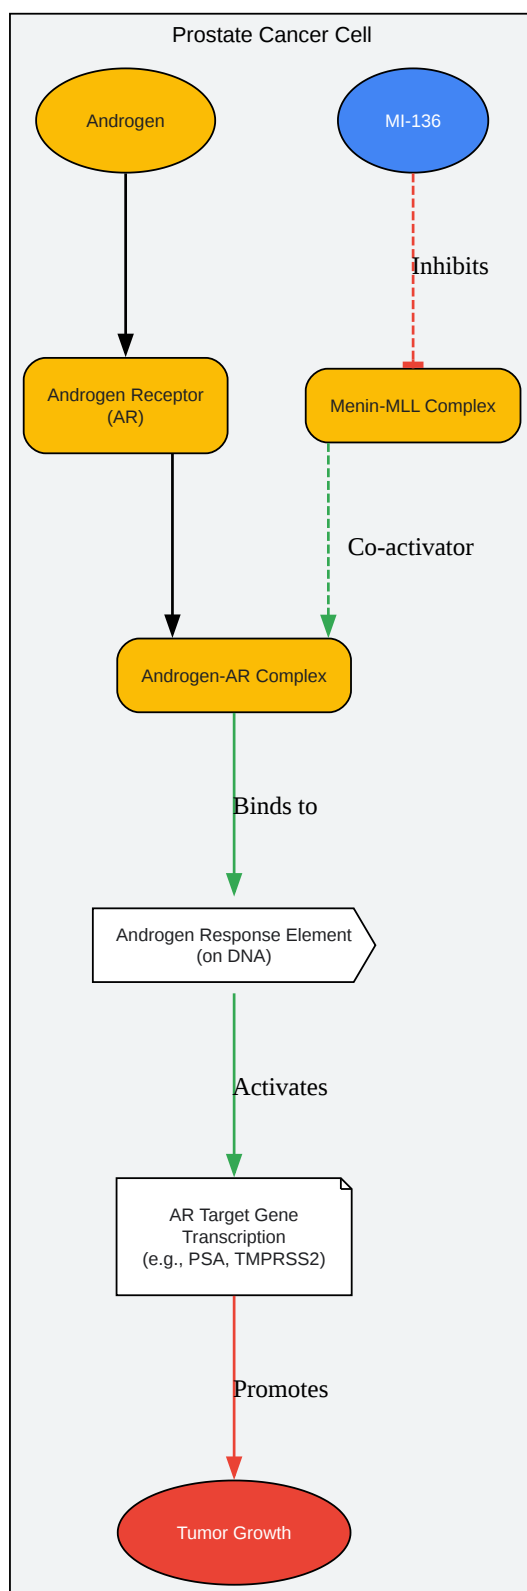 Prostate Cancer Cell
Androgen
MI-136
Inhibits
Androgen Receptor
(AR)
Menin-MLL Complex
Co-activator
Androgen-AR Complex
Binds to
Androgen Response Element
(on DNA)
Activates
AR Target Gene
Transcription
(e.g., PSA, TMPRSS2)
Promotes
Tumor Growth